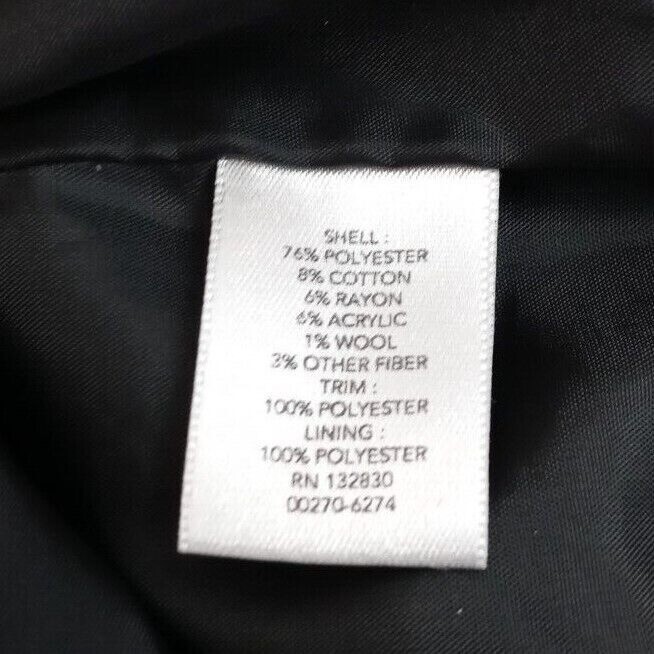 SHELL :
76% POLYESTER
8% COTTON
6% RAYON
6% ACRYLIC
1% WOOL
3% OTHER FIBER
TRIM :
100% POLYESTER
LINING :
100% POLYESTER
RN 132830
00270-6274